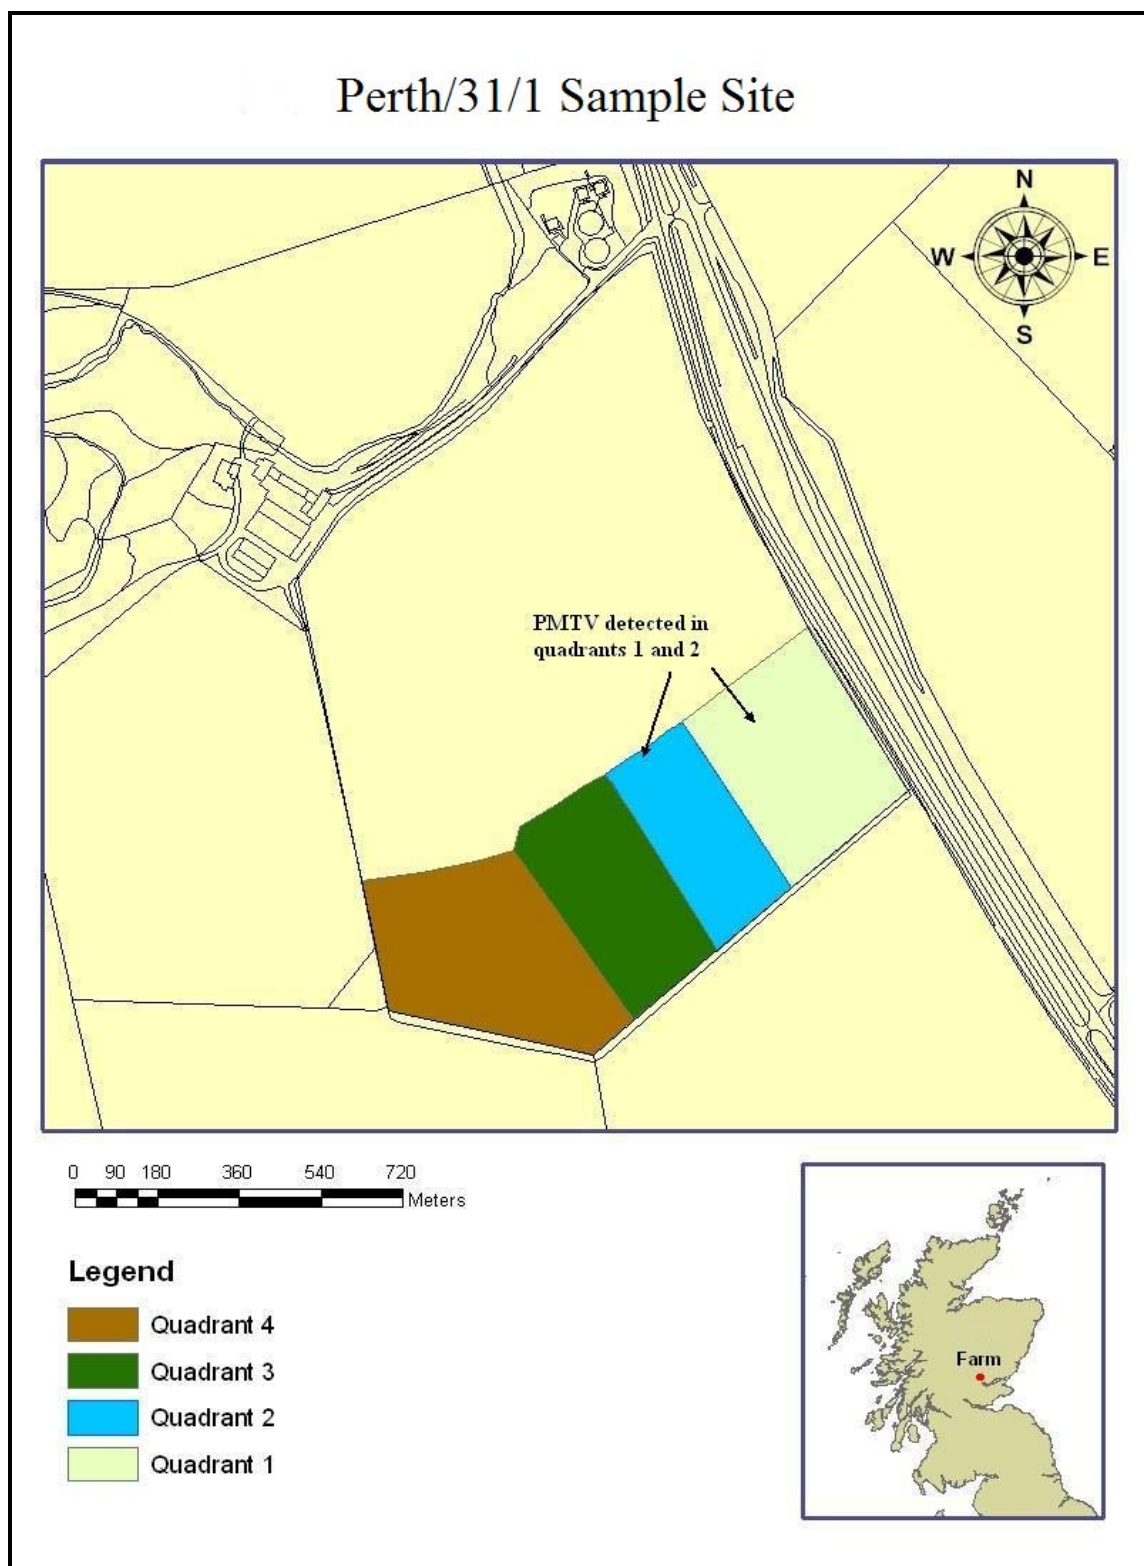 Perth/31/1 Sample Site
N
W E
S
PMTV detected in
quadrants 1 and 2
0 90 180 360 540 720
Meters
Legend
Quadrant 4
Quadrant 3
Quadrant 2
Quadrant 1
Farm